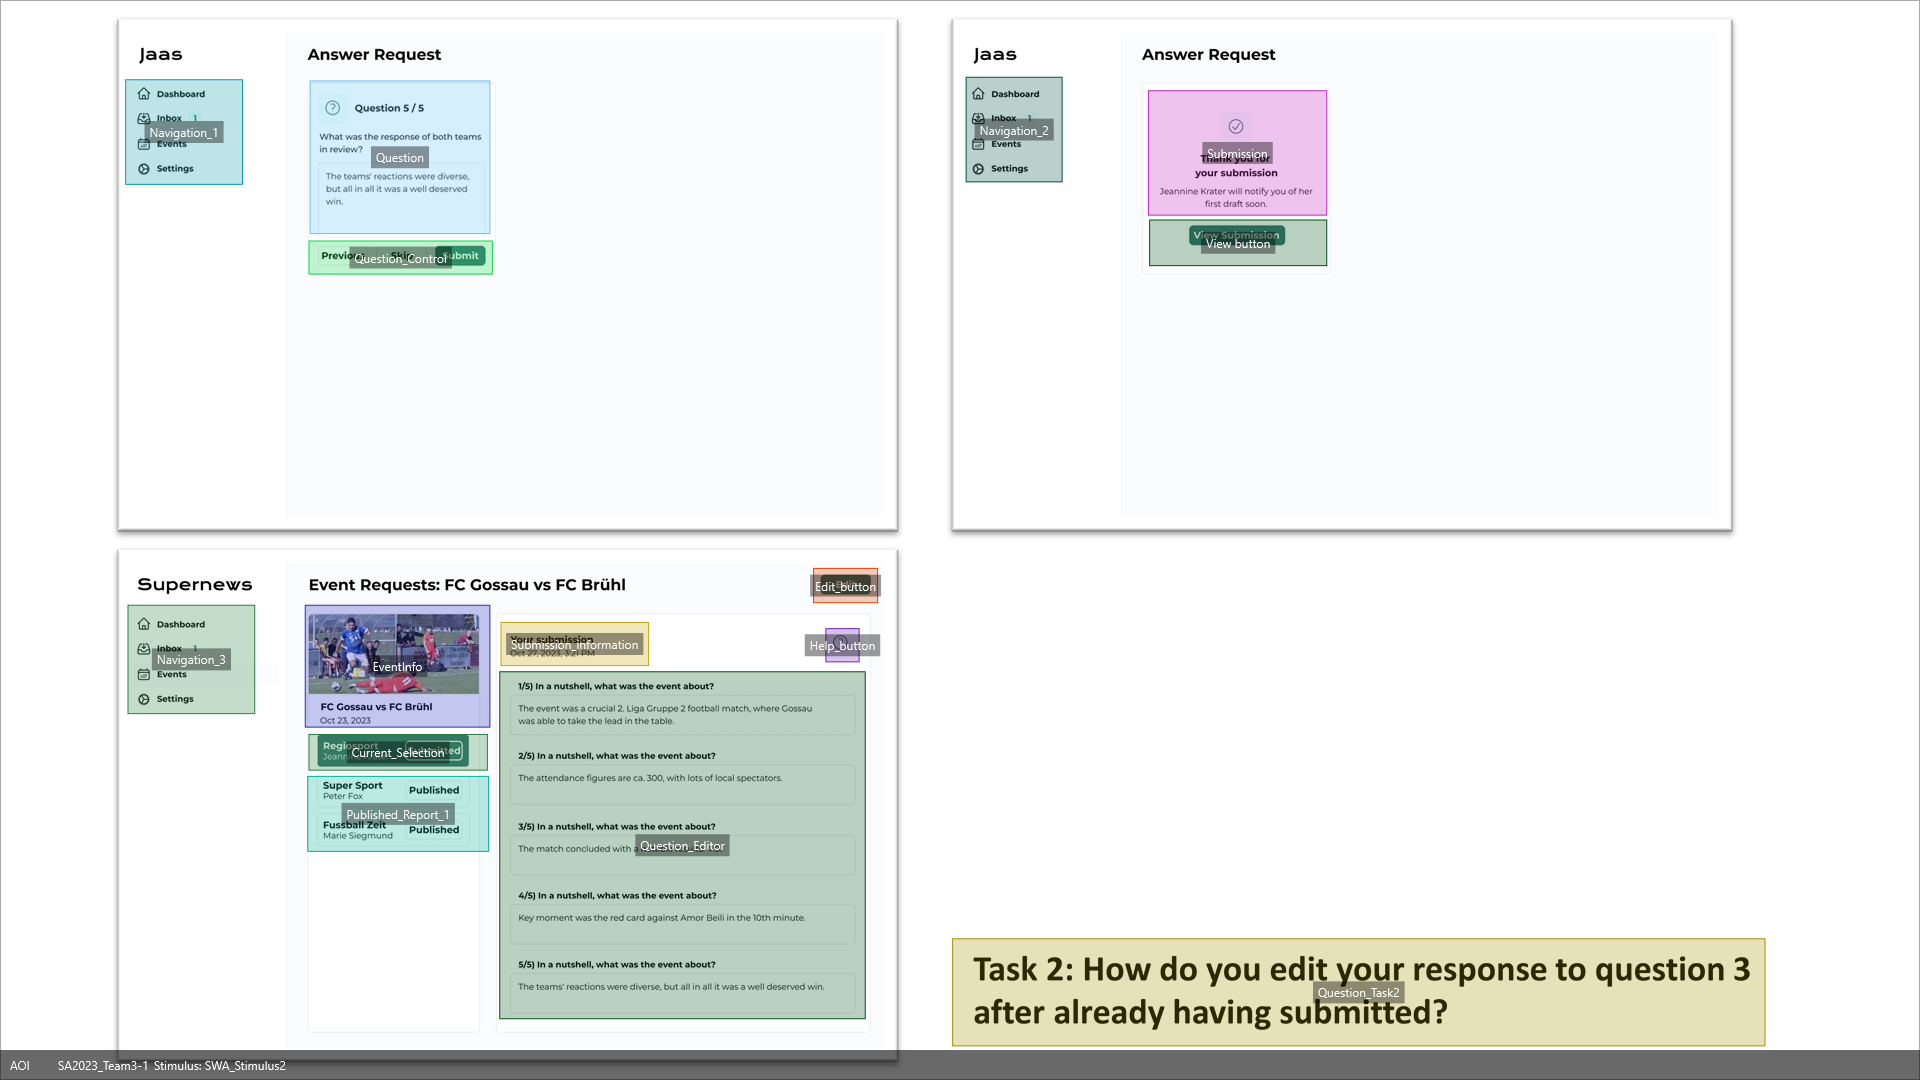 Jaas
Answer Request
Dashboard
Inbox 1
Navigation_1
Events
Settings
Question 5 / 5
What was the response of both teams
in review?
Question
The teams' reactions were diverse,
but all in all it was a well deserved
win.
Question_Control
Submit
Jaas
Answer Request
Dashboard
Inbox 1
Navigation_2
Events
Settings
Submission
Thank you for
your submission
Jeannine Krater will notify you of her
first draft soon.
View Submission
View button
Supernews
Event Requests: FC Gossau vs FC Brühl
Edit_button
Dashboard
Inbox 1
Navigation_3
Events
Settings
EventInfo
FC Gossau vs FC Brühl
Oct 23, 2023
Regiosport
Current_Selection
Super Sport
Peter Fox
Published
Published_Report_1
Fussball Zeit
Marie Siegmund
Published
Your submission
Submission_information
Oct 27, 2023, 3:21 PM
Help_button
1/5) In a nutshell, what was the event about?
The event was a crucial 2. Liga Gruppe 2 football match, where Gossau
was able to take the lead in the table.
2/5) In a nutshell, what was the event about?
The attendance figures are ca. 300, with lots of local spectators.
3/5) In a nutshell, what was the event about?
The match concluded with a
Question_Editor
4/5) In a nutshell, what was the event about?
Key moment was the red card against Amor Beili in the 10th minute.
5/5) In a nutshell, what was the event about?
The teams' reactions were diverse, but all in all it was a well deserved win.
Task 2: How do you edit your response to question 3
Question_Task2
after already having submitted?
AOI SA2023_Team3-1 Stimulus: SWA_Stimulus2